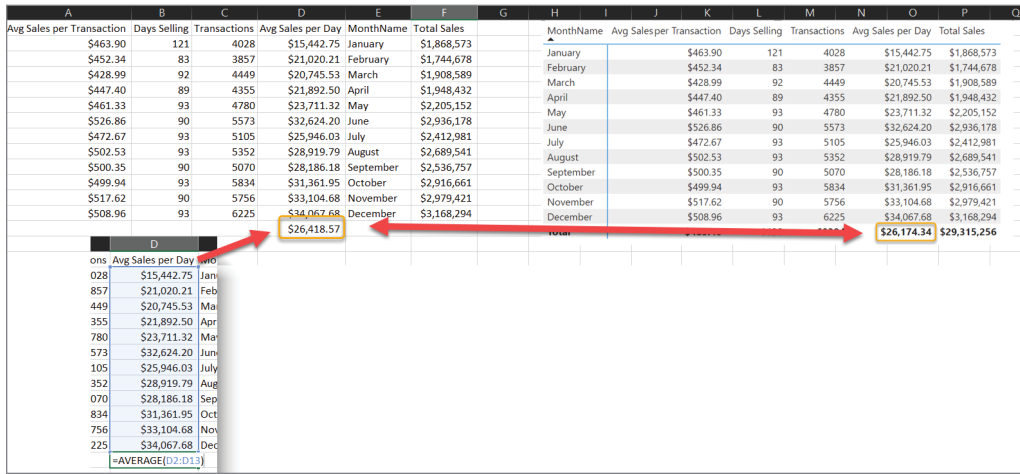 A B C D E F G H I J K L M N O P Q
Avg Sales per Transaction Days Selling Transactions Avg Sales per Day MonthName Total Sales
$463.90 121 4028 $15,442.75 January $1,868,573
$452.34 83 3857 $21,020.21 February $1,744,678
$428.99 92 4449 $20,745.53 March $1,908,589
$447.40 89 4355 $21,892.50 April $1,948,432
$461.33 93 4780 $23,711.32 May $2,205,152
$526.86 90 5573 $32,624.20 June $2,936,178
$472.67 93 5105 $25,946.03 July $2,412,981
$502.53 93 5352 $28,919.79 August $2,689,541
$500.35 90 5070 $28,186.18 September $2,536,757
$499.94 93 5834 $31,361.95 October $2,916,661
$517.62 90 5756 $33,104.68 November $2,979,421
$508.96 93 6225 $34,067.68 December $3,168,294
$26,418.57
MonthName Avg Sales per Transaction Days Selling Transactions Avg Sales per Day Total Sales
January $463.90 121 4028 $15,442.75 $1,868,573
February $452.34 83 3857 $21,020.21 $1,744,678
March $428.99 92 4449 $20,745.53 $1,908,589
April $447.40 89 4355 $21,892.50 $1,948,432
May $461.33 93 4780 $23,711.32 $2,205,152
June $526.86 90 5573 $32,624.20 $2,936,178
July $472.67 93 5105 $25,946.03 $2,412,981
August $502.53 93 5352 $28,919.79 $2,689,541
September $500.35 90 5070 $28,186.18 $2,536,757
October $499.94 93 5834 $31,361.95 $2,916,661
November $517.62 90 5756 $33,104.68 $2,979,421
December $508.96 93 6225 $34,067.68 $3,168,294
Total $26,174.34 $29,315,256
D
ons Avg Sales per Day Mo
028 $15,442.75 Jan
857 $21,020.21 Feb
449 $20,745.53 Mar
355 $21,892.50 Apr
780 $23,711.32 May
573 $32,624.20 June
105 $25,946.03 July
352 $28,919.79 Aug
070 $28,186.18 Sep
834 $31,361.95 Oct
756 $33,104.68 Nov
225 $34,067.68 Dec
=AVERAGE(D2:D13)